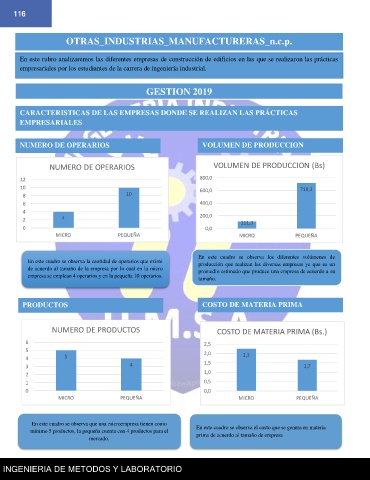 116
OTRAS_INDUSTRIAS_MANUFACTURERAS_n.c.p.
En este rubro analizaremos las diferentes empresas de construcción de edificios en las que se realizaron las prácticas
empresariales por los estudiantes de la carrera de ingeniería industrial.
GESTION 2019
CARACTERISTICAS DE LAS EMPRESAS DONDE SE REALIZAN LAS PRÁCTICAS
EMPRESARIALES
NUMERO DE OPERARIOS
VOLUMEN DE PRODUCCION
NUMERO DE OPERARIOS
12
10
8
6
4
2
0
4
10
MICRO PEQUEÑA
VOLUMEN DE PRODUCCION (Bs)
800,0
600,0
400,0
200,0
0,0
MICRO PEQUEÑA
En este cuadro se observa la cantidad de operarios que existe
de acuerdo al tamaño de la empresa por lo cual en la micro
empresa se emplean 4 operarios y en la pequeña, 10 operarios.
En este cuadro se observa los diferentes volúmenes de
producción que realizan los diversas empresas ya que es un
promedio estimado que produce una empresa de acuerdo a su
tamaño.
PRODUCTOS
COSTO DE MATERIA PRIMA
NUMERO DE PRODUCTOS
6
5
4
3
2
1
0
5
4
MICRO PEQUEÑA
COSTO DE MATERIA PRIMA (Bs.)
2,5
2,0
1,5
1,0
0,5
0,0
2,2
1,7
MICRO PEQUEÑA
En este cuadro se observa que una microempresa tienen como
mínimo 5 productos, la pequeña cuenta con 4 productos para el
mercado.
En este cuadro se observa el costo que se genera en materia
prima de acuerdo al tamaño de empresa
INGENIERIA DE METODOS Y LABORATORIO